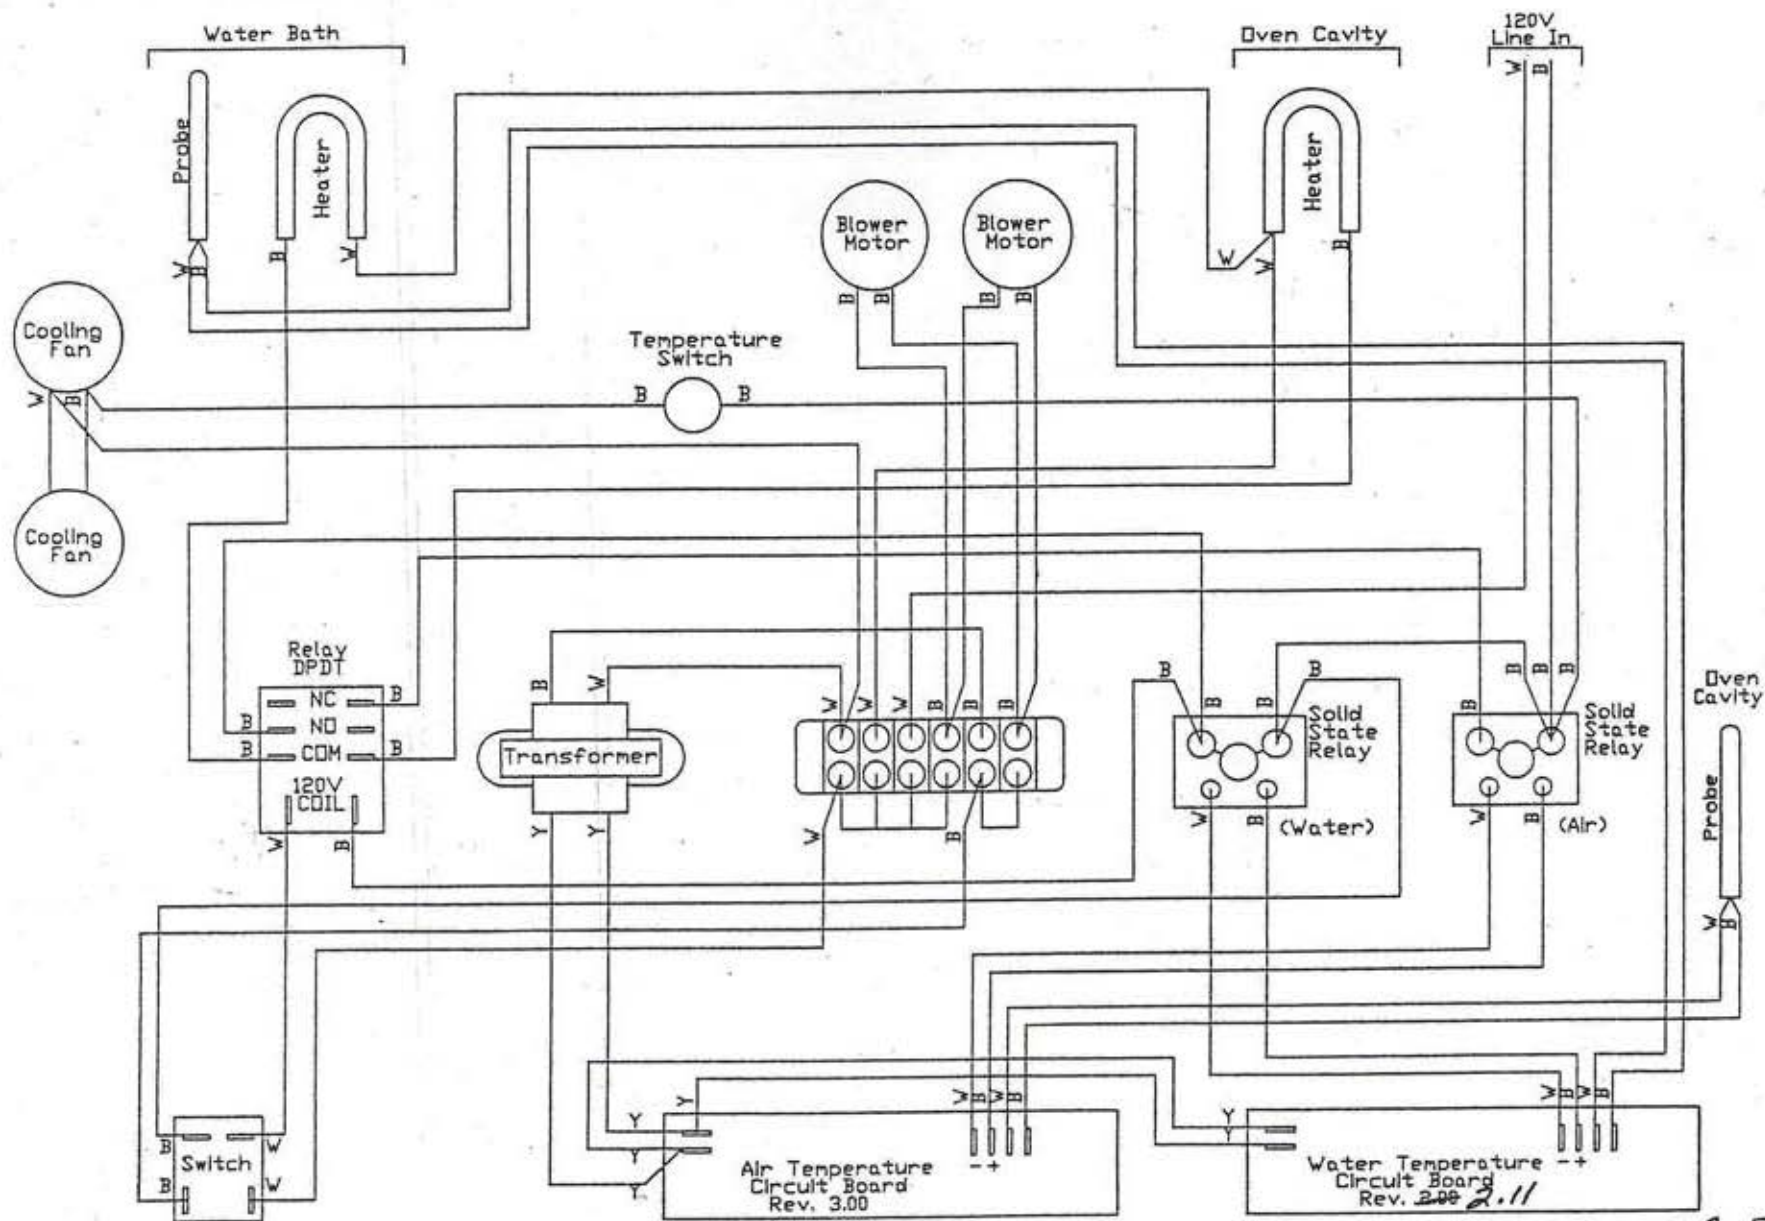 Water Bath
Oven Cavity
120V
Line In
W
B
Probe
Heater
Heater
Blower
Motor
Blower
Motor
W
B
B
W
W
W
B
B
B
B
B
Cooling
Fan
Temperature
Switch
W
B
B
B
Cooling
Fan
Relay
DPDT
NC
B
B
NO
B
COM
B
120V
COIL
W
B
B
W
Transformer
Y
Y
W
W
W
B
B
B
W
B
B
B
B
B
Solid
State
Relay
W
B
(Water)
B
B
B
B
Solid
State
Relay
W
B
(Air)
Oven
Cavity
Probe
W
B
B
W
Switch
B
W
Y
Y
Y
Y
W
B
W
B
- +
Air Temperature
Circuit Board
Rev. 3.00
Y
Y
W
B
W
B
- +
Water Temperature
Circuit Board
Rev. 2.00 2.11